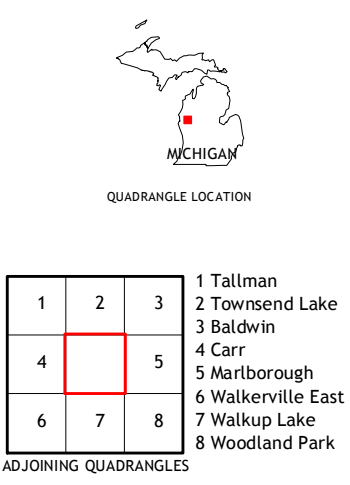 MICHIGAN
QUADRANGLE LOCATION
1 2 3
4 5
6 7 8
1 Tallman
2 Townsend Lake
3 Baldwin
4 Carr
5 Marlborough
6 Walkerville East
7 Walkup Lake
8 Woodland Park
ADJOINING QUADRANGLES